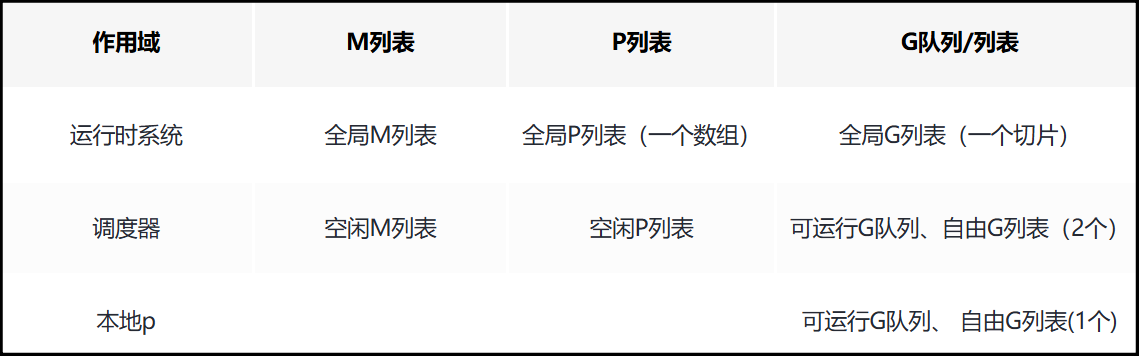 作用域 M列表 P列表 G队列/列表
运行时系统 全局M列表 全局P列表（一个数组） 全局G列表（一个切片）
调度器 空闲M列表 空闲P列表 可运行G队列、自由G列表（2个）
本地p 可运行G队列、 自由G列表(1个)